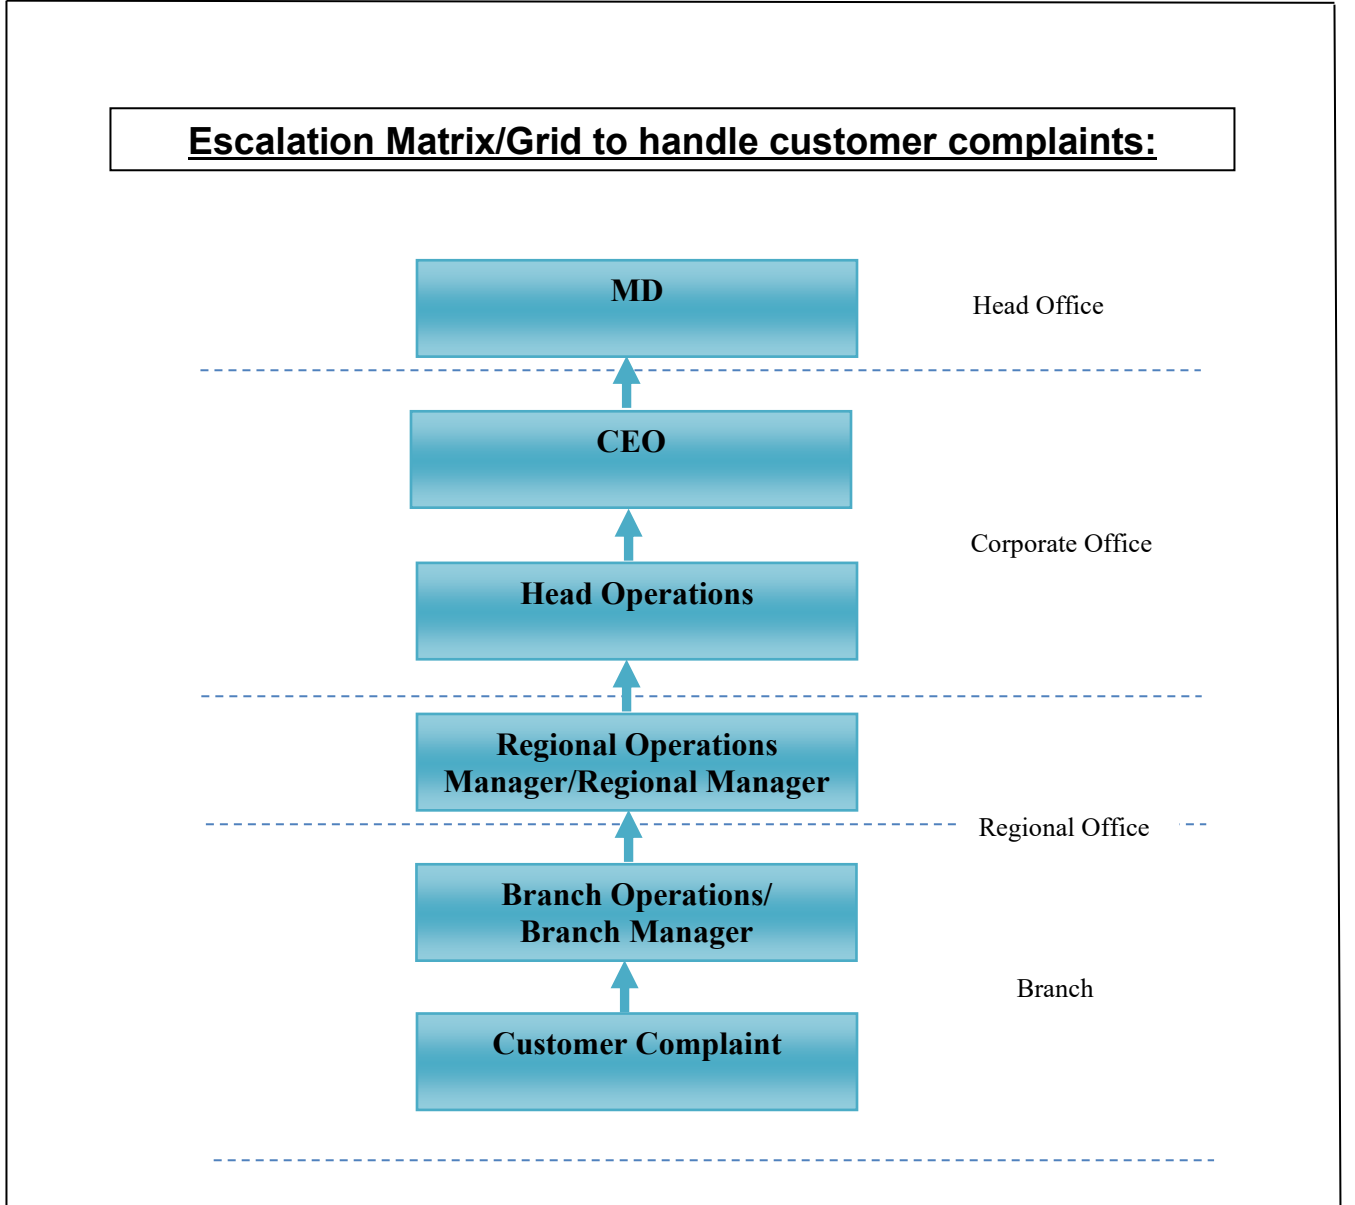 Escalation Matrix/Grid to handle customer complaints:
MD
Head Office
CEO
Corporate Office
Head Operations
Regional Operations
Manager/Regional Manager
Regional Office
Branch Operations/
Branch Manager
Branch
Customer Complaint